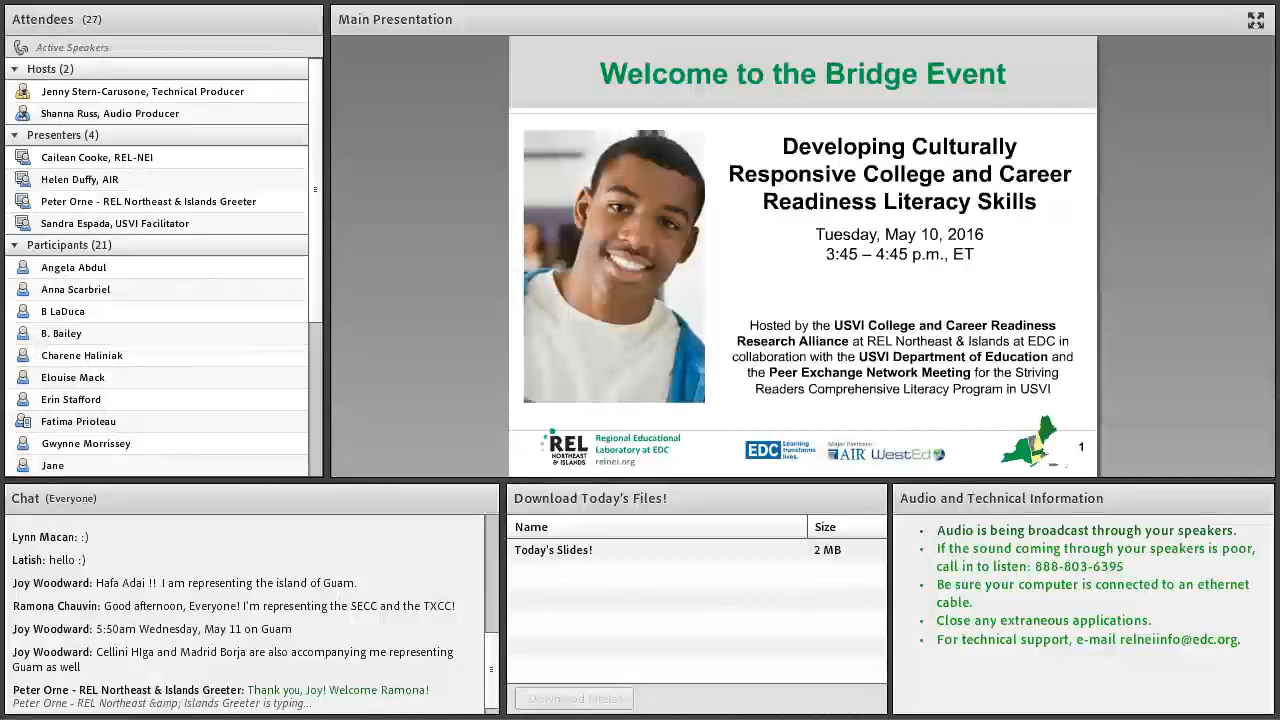 Attendees (27)
Active Speakers
Hosts (2)
Jenny Stern-Carusone, Technical Producer
Shanna Russ, Audio Producer
Presenters (4)
Cailean Cooke, REL-NEI
Helen Duffy, AIR
Peter Orne - REL Northeast & Islands Greeter
Sandra Espada, USVI Facilitator
Participants (21)
Angela Abdul
Anna Scarbriel
B LaDuca
B. Bailey
Charene Haliniak
Elouise Mack
Erin Stafford
Fatima Prioleau
Gwynne Morrissey
Jane
Main Presentation
Welcome to the Bridge Event
Developing Culturally
Responsive College and Career
Readiness Literacy Skills
Tuesday, May 10, 2016
3:45 – 4:45 p.m., ET
Hosted by the USVI College and Career Readiness
Research Alliance at REL Northeast & Islands at EDC in
collaboration with the USVI Department of Education and
the Peer Exchange Network Meeting for the Striving
Readers Comprehensive Literacy Program in USVI
REL
NORTHEAST
& ISLANDS
Regional Educational
Laboratory at EDC
relnei.org
EDC
Learning
transforms
lives.
Major Partners:
AIR WestEd
1
Chat (Everyone)
Lynn Macan: :)
Latish: hello :)
Joy Woodward: Hafa Adai !! I am representing the island of Guam.
Ramona Chauvin: Good afternoon, Everyone! I'm representing the SECC and the TXCC!
Joy Woodward: 5:50am Wednesday, May 11 on Guam
Joy Woodward: Cellini HIga and Madrid Borja are also accompanying me representing
Guam as well
Peter Orne - REL Northeast & Islands Greeter: Thank you, Joy! Welcome Ramona!
Peter Orne - REL Northeast &amp; Islands Greeter is typing...
Download Today's Files!
Name Size
Today's Slides! 2 MB
Download File(s)
Audio and Technical Information
• Audio is being broadcast through your speakers.
• If the sound coming through your speakers is poor,
call in to listen: 888-803-6395
• Be sure your computer is connected to an ethernet
cable.
• Close any extraneous applications.
• For technical support, e-mail relneiinfo@edc.org.